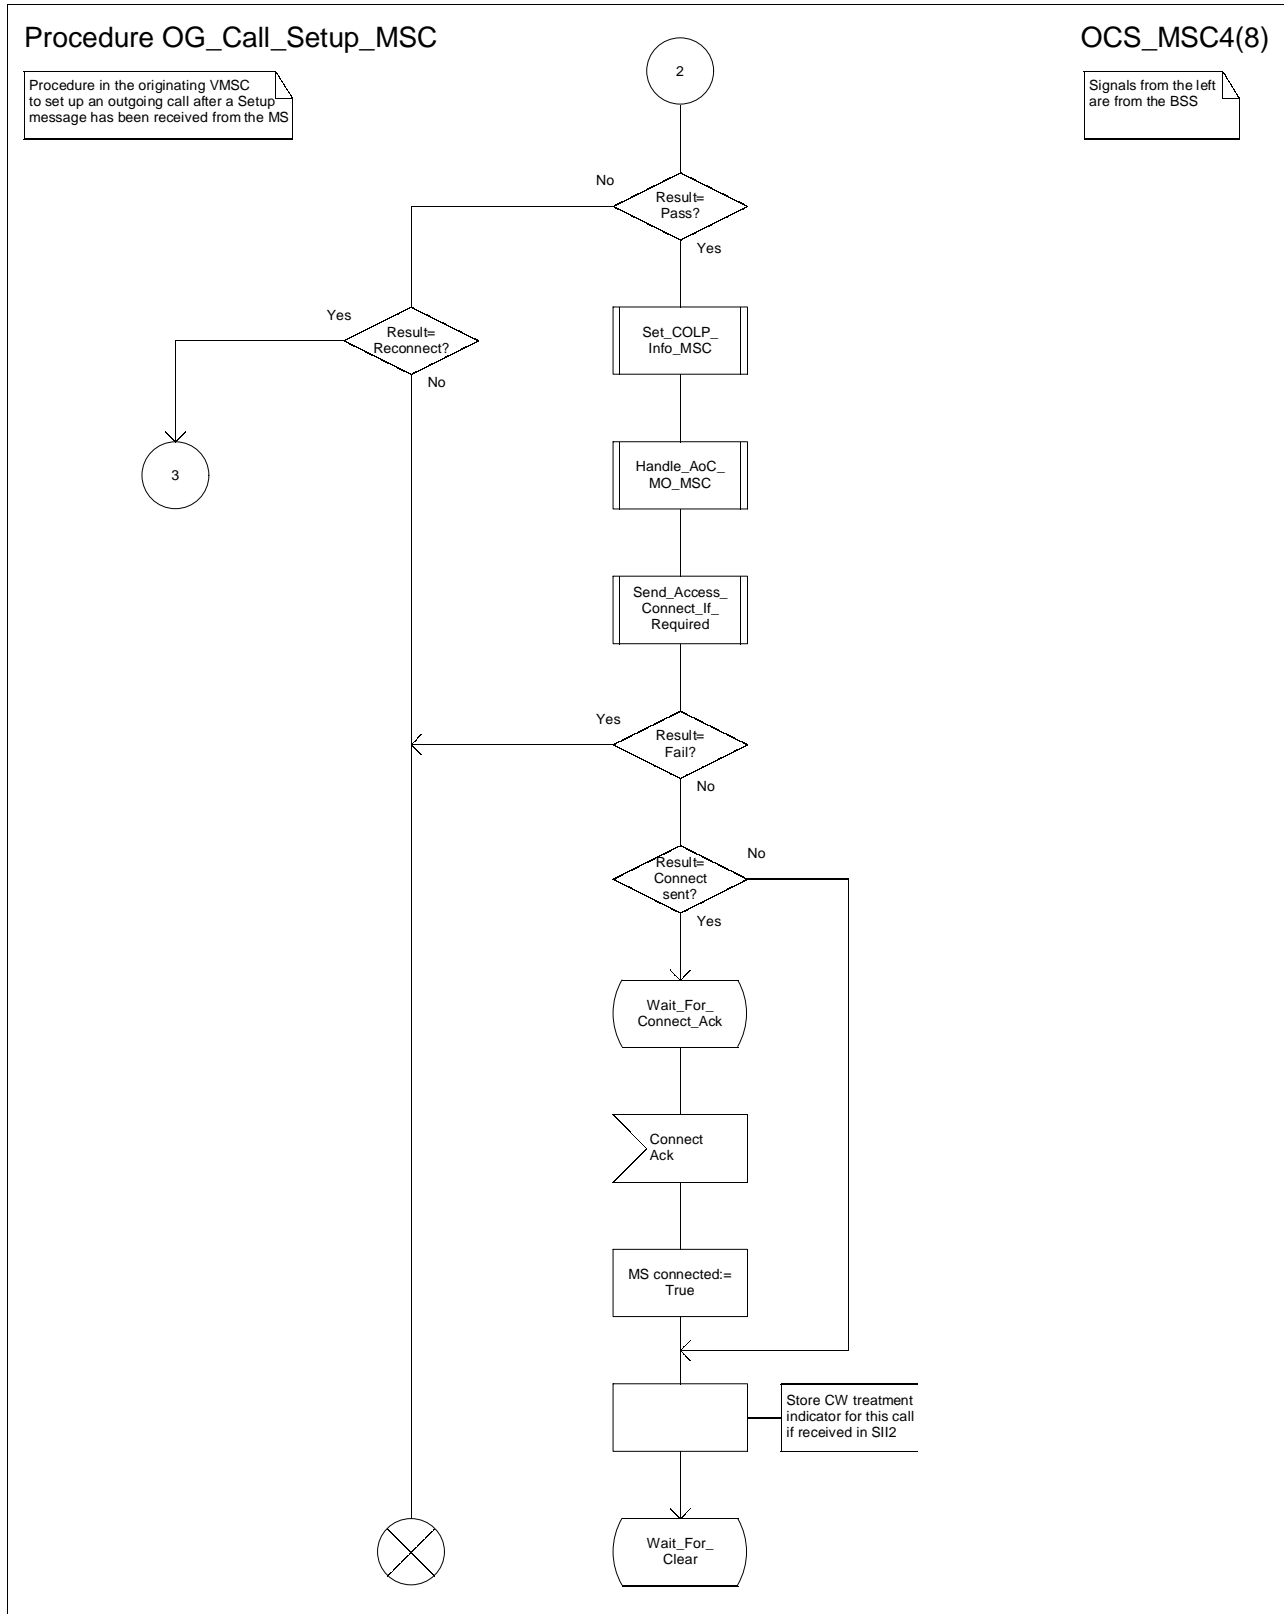 Procedure OG_Call_Setup_MSC
OCS_MSC4(8)
Procedure in the originating VMSC
to set up an outgoing call after a Setup
message has been received from the MS
Signals from the left
are from the BSS
2
Result=
Pass?
No
Yes
Result=
Reconnect?
Yes
No
Set_COLP_
Info_MSC
3
Handle_AoC_
MO_MSC
Send_Access_
Connect_If_
Required
Result=
Fail?
Yes
No
Result=
Connect
sent?
No
Yes
Wait_For_
Connect_Ack
Connect
Ack
MS connected:=
True
Store CW treatment
indicator for this call
if received in SII2
Wait_For_
Clear